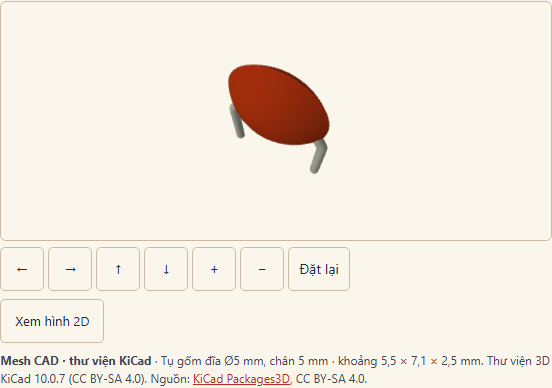 ← → ↑ ↓ + − Đặt lại
Xem hình 2D
Mesh CAD · thư viện KiCad · Tụ gốm đĩa Ø5 mm, chân 5 mm · khoảng 5,5 × 7,1 × 2,5 mm. Thư viện 3D
KiCad 10.0.7 (CC BY-SA 4.0). Nguồn: KiCad Packages3D, CC BY-SA 4.0.